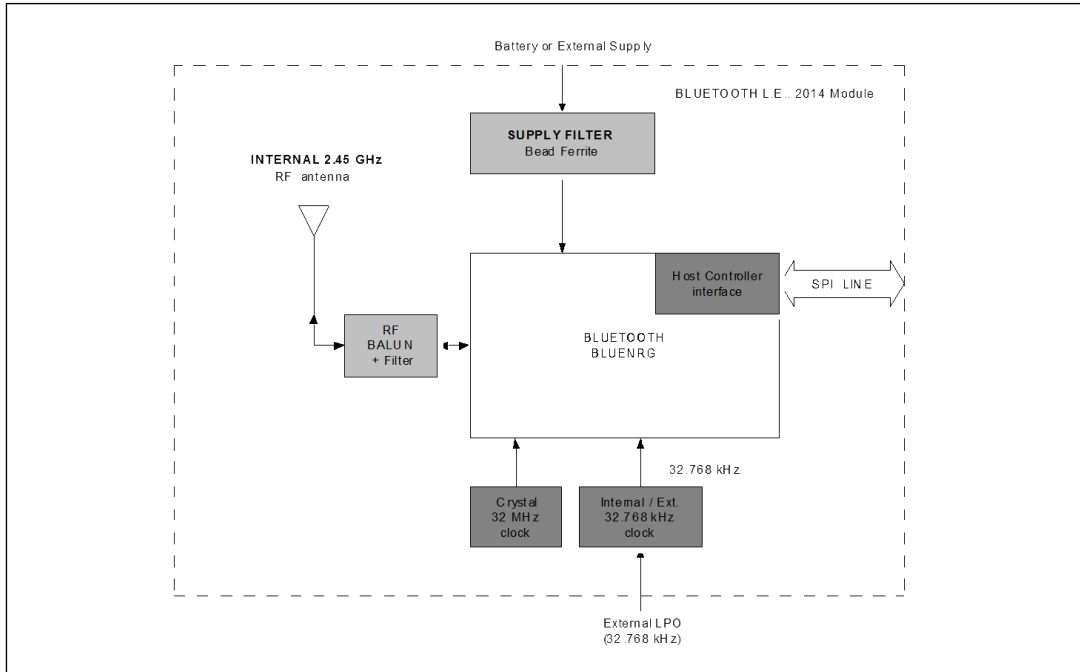 Battery or External Supply
BLUETOOTH L.E.. 2014 Module
SUPPLY FILTER
Bead Ferrite
INTERNAL 2.45 GHz
RF antenna
Host Controller
interface
SPI LINE
RF
BALUN
+ Filter
BLUETOOTH
BLUENRG
32.768 kHz
Crystal
32 MHz
clock
Internal / Ext.
32.768 kHz
clock
External LPO
(32.768 kHz)